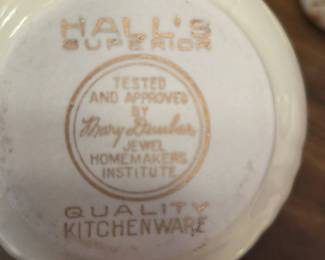 HALL'S
SUPERIOR
TESTED
AND APPROVED
BY
Mary Dunbar
JEWEL
HOMEMAKERS
INSTITUTE
QUALITY
KITCHENWARE